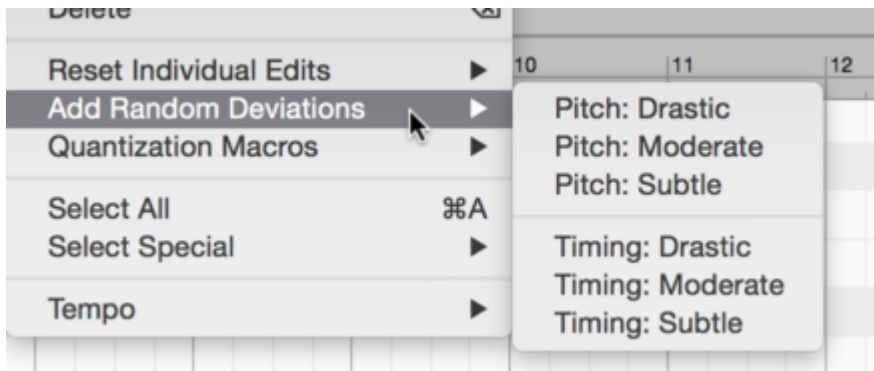 Delete
10 11 12
Reset Individual Edits
Add Random Deviations
Quantization Macros
Select All ⌘A
Select Special
Tempo
Pitch: Drastic
Pitch: Moderate
Pitch: Subtle
Timing: Drastic
Timing: Moderate
Timing: Subtle